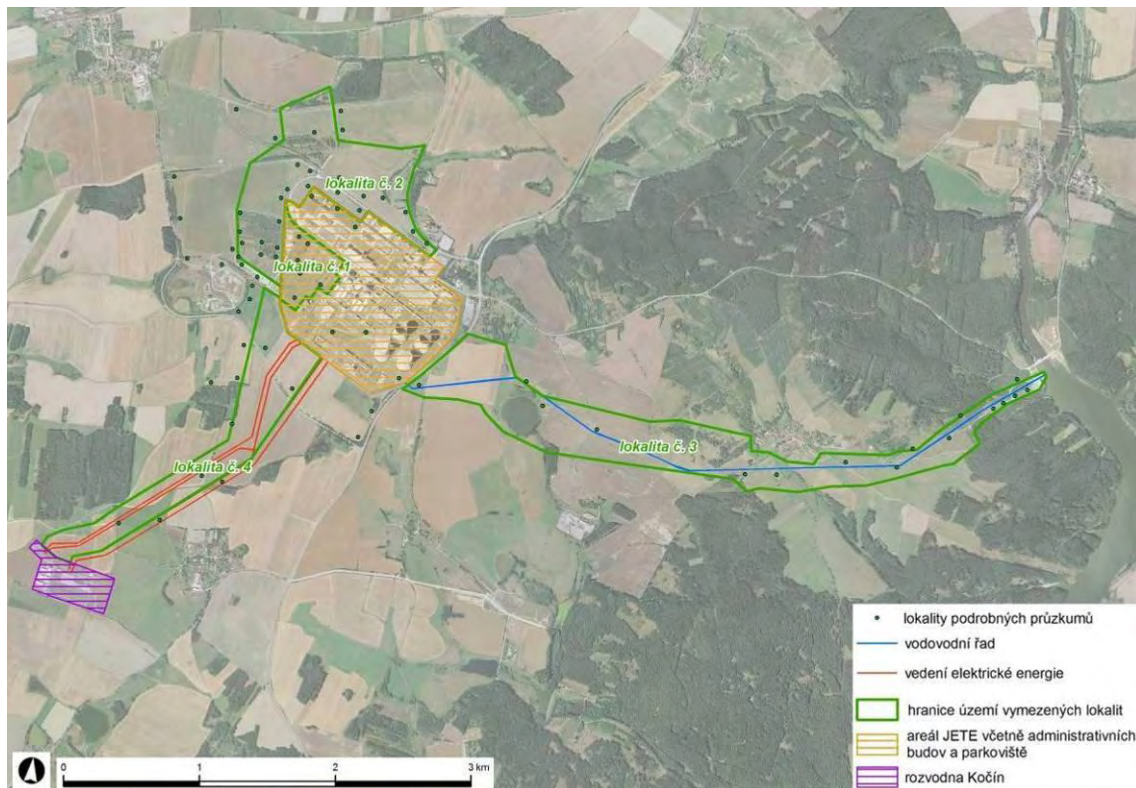 lokalita č. 2
lokalita č. 1
lokalita č. 3
lokalita č. 4
lokality podrobných průzkumů
vodovodní řad
vedení elektrické energie
hranice území vymezených lokalit
areál JETE včetně administrativních
budov a parkoviště
rozvodna Kočín
0 1 2 3 km